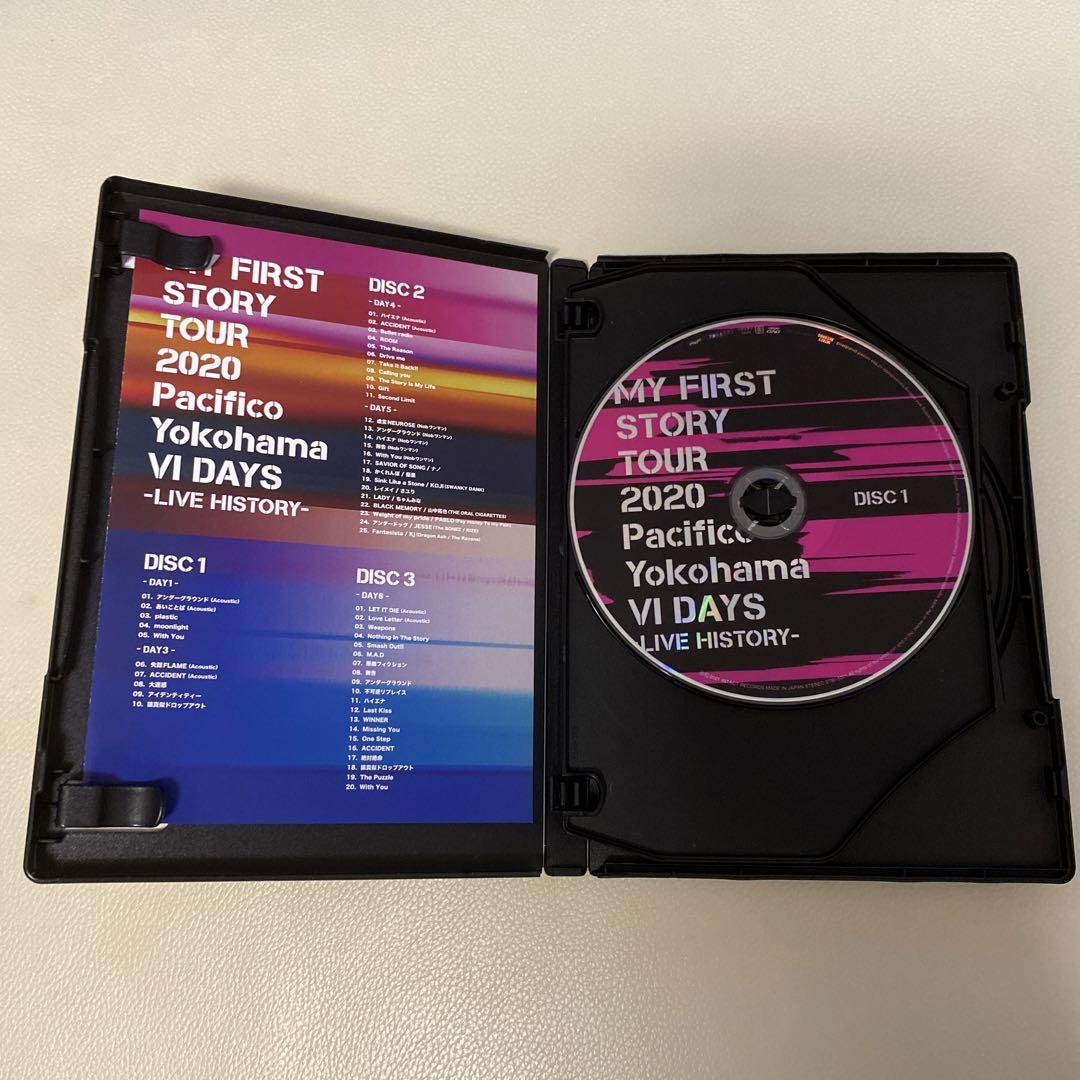 MY FIRST
STORY
TOUR
2020
Pacifico
Yokohama
VI DAYS
-LIVE HISTORY-
DISC 1
- DAY1 -
01. アンダーグラウンド (Acoustic)
02. あいことば (Acoustic)
03. plastic
04. moonlight
05. With You
- DAY3 -
06. 失踪FLAME (Acoustic)
07. ACCIDENT (Acoustic)
08. 大迷惑
09. アイデンティティー
10. 猿真似ドロップアウト
DISC 2
- DAY4 -
01. ハイエナ (Acoustic)
02. ACCIDENT (Acoustic)
03. Bullet radio
04. ROOM
05. The Reason
06. Drive me
07. Take it Back!!
08. Calling you
09. The Story Is My Life
10. Gift
11. Second Limit
- DAY5 -
12. 虚言NEUROSE (Nobワンマン)
13. アンダーグラウンド (Nobワンマン)
14. ハイエナ (Nobワンマン)
15. 無告 (Nobワンマン)
16. With You (Nobワンマン)
17. SAVIOR OF SONG / ナノ
18. かくれんぼ / 優里
19. Sink Like a Stone / KOJI (SWANKY DANK)
20. レイメイ / さユり
21. LADY / ちゃんみな
22. BLACK MEMORY / 山中拓也 (THE ORAL CIGARETTES)
23. Weight of my pride / PABLO (Pay money To my Pain)
24. アンダードッグ / JESSE (The BONEZ / RIZE)
25. Fantasista / Kj (Dragon Ash / The Ravens)
DISC 3
- DAY6 -
01. LET IT DIE (Acoustic)
02. Love Letter (Acoustic)
03. Weapons
04. Nothing In The Story
05. Smash Out!!
06. M.A.D
07. 悪戯フィクション
08. 無告
09. アンダーグラウンド
10. 不可逆リプレイス
11. ハイエナ
12. Last Kiss
13. WINNER
14. Missing You
15. One Step
16. ACCIDENT
17. 絶対絶命
18. 猿真似ドロップアウト
19. The Puzzle
20. With You
MY FIRST
STORY
TOUR
2020
Pacifico
Yokohama
VI DAYS
-LIVE HISTORY-
DISC 1